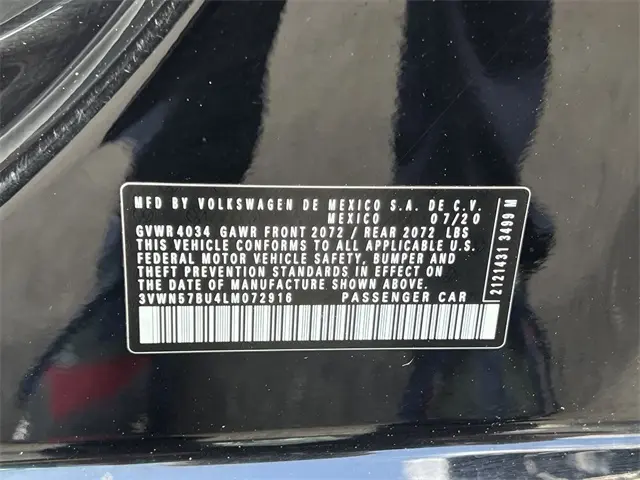 MFD BY VOLKSWAGEN DE MEXICO S.A. DE C.V.
MEXICO 07/20
GVWR 4034 GAWR FRONT 2072 / REAR 2072 LBS
THIS VEHICLE CONFORMS TO ALL APPLICABLE U.S.
FEDERAL MOTOR VEHICLE SAFETY, BUMPER AND
THEFT PREVENTION STANDARDS IN EFFECT ON
THE DATE OF MANUFACTURE SHOWN ABOVE.
3VWN57BU4LM072916 PASSENGER CAR
2121431 3499 M